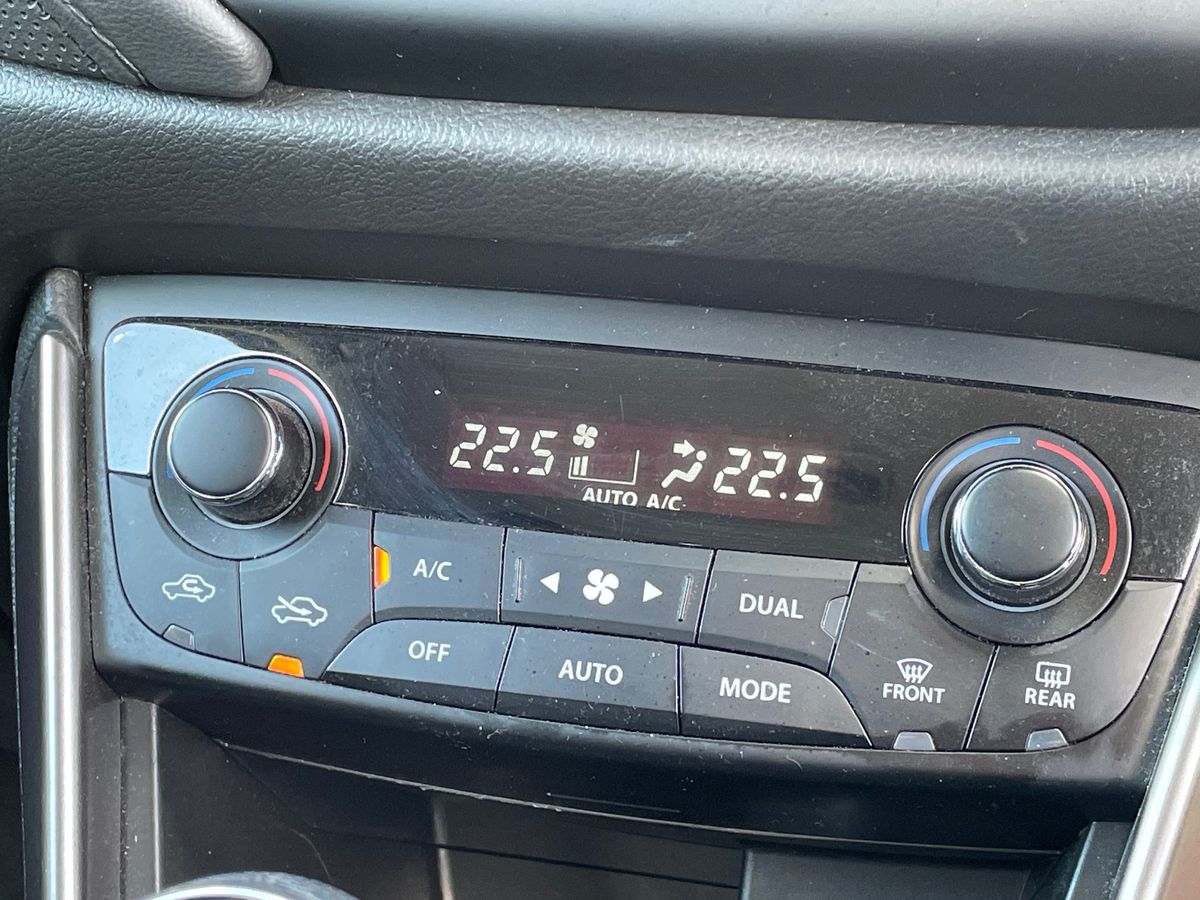 22.5 22.5
AUTO A/C
A/C
DUAL
OFF
AUTO
MODE
FRONT
REAR